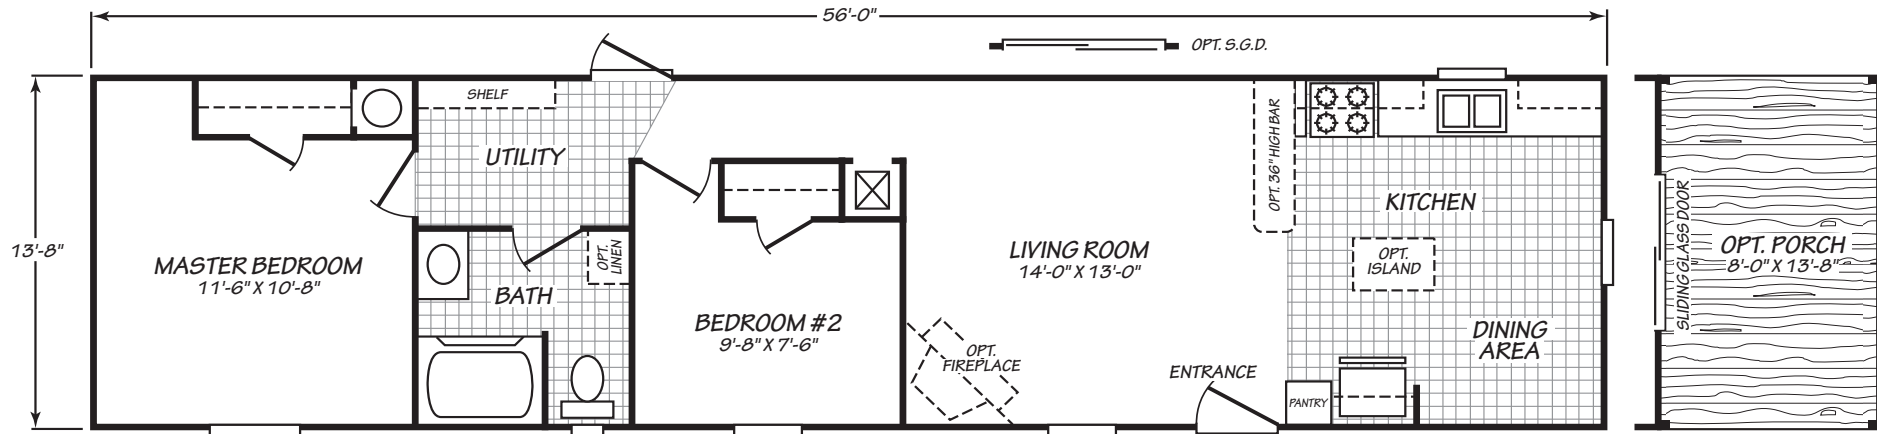 56'-0"
OPT. S.G.D.
SHELF
UTILITY
OPT. 36" HIGH BAR
KITCHEN
13'-8"
MASTER BEDROOM
11'-6" X 10'-8"
OPT.
LINEN
BATH
LIVING ROOM
14'-0" X 13'-0"
OPT.
ISLAND
SLIDING GLASS DOOR
OPT. PORCH
8'-0" X 13'-8"
BEDROOM #2
9'-8" X 7'-6"
DINING
AREA
OPT.
FIREPLACE
ENTRANCE
PANTRY